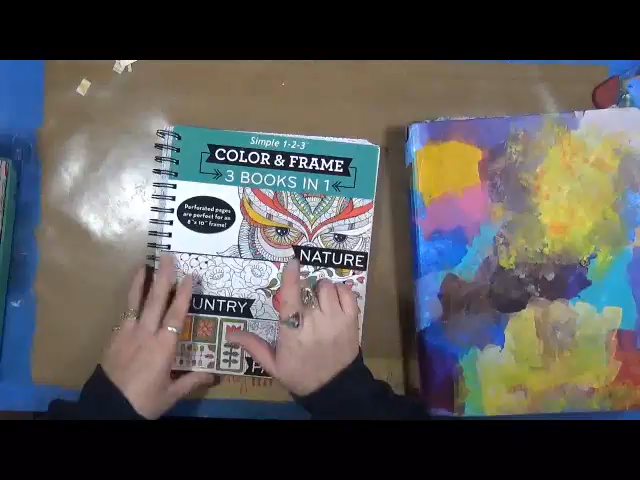 Simple 1-2-3™
COLOR & FRAME
3 BOOKS IN 1
Perforated pages
are perfect for an
8"x 10" frame!
NATURE
UNTRY